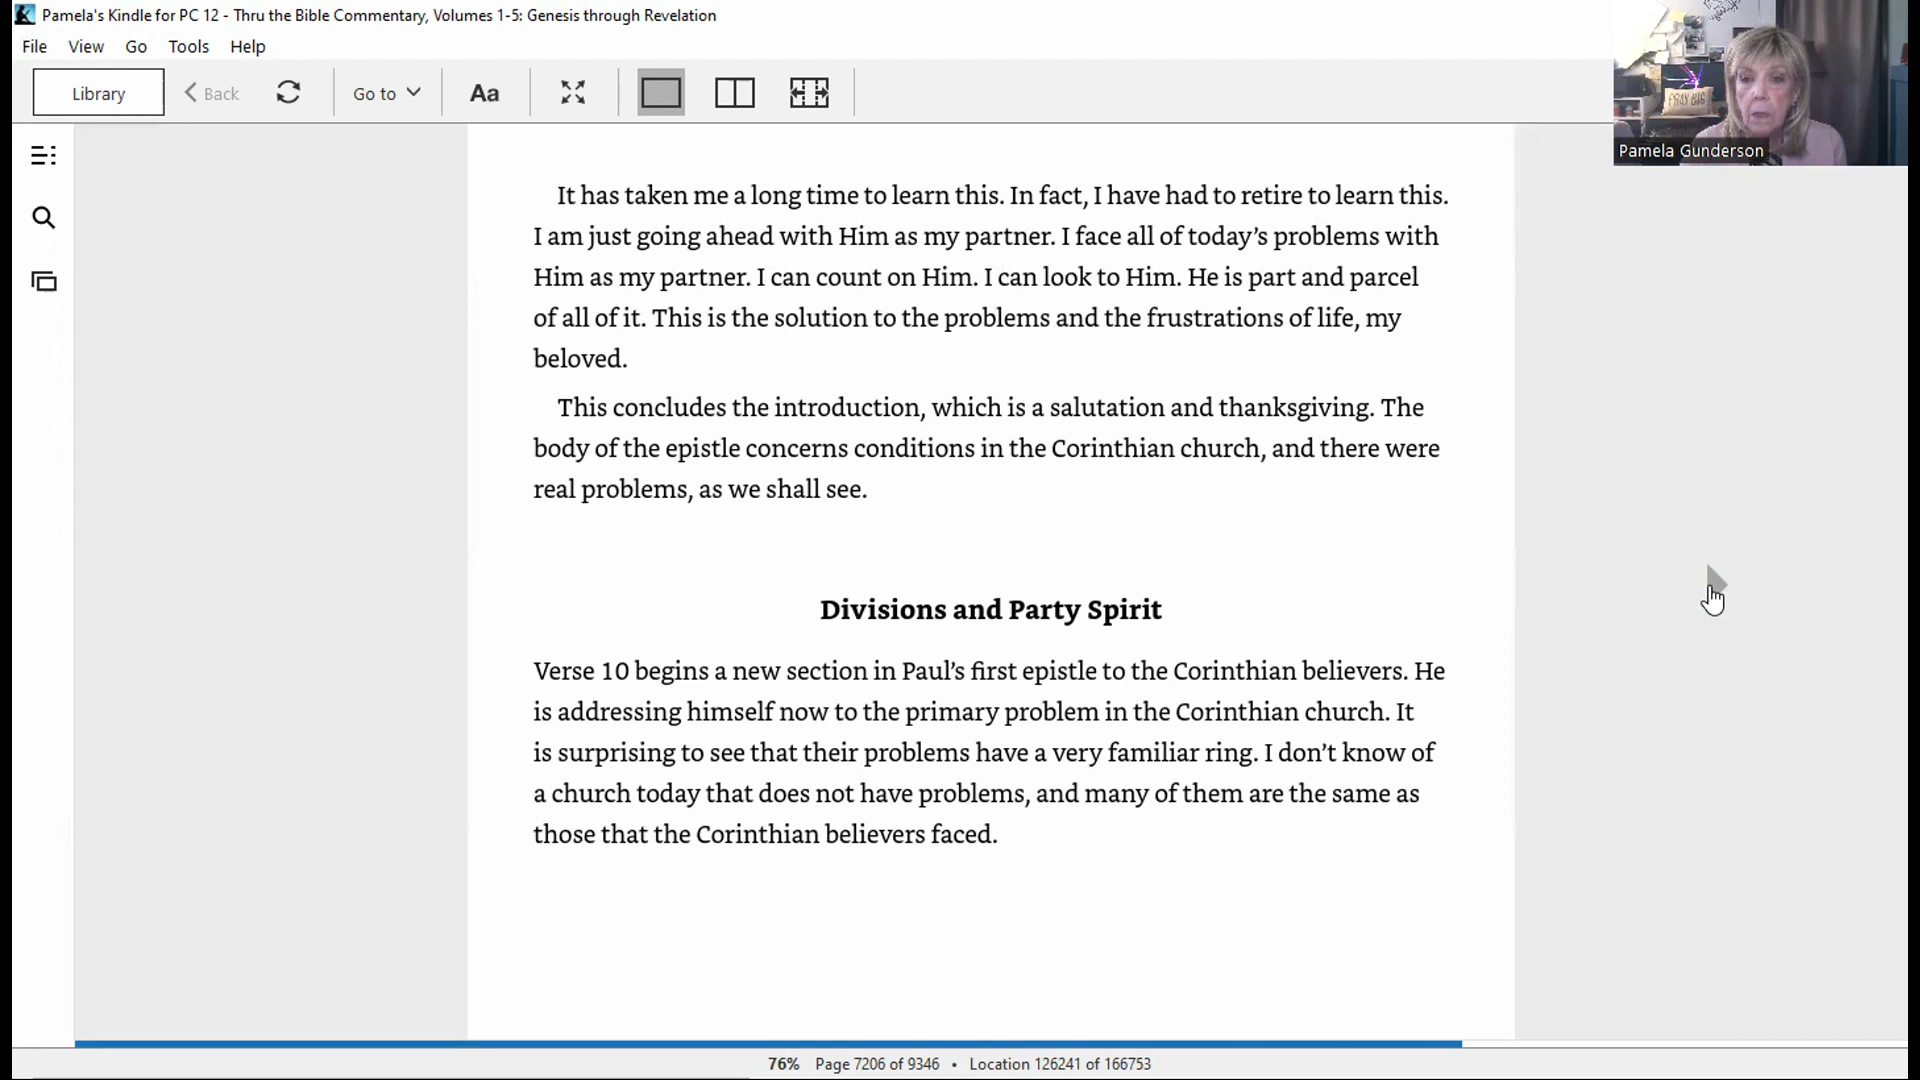 Pamela's Kindle for PC 12 - Thru the Bible Commentary, Volumes 1-5: Genesis through Revelation
File View Go Tools Help
Library Back Go to Aa
PRAY BIG
Pamela Gunderson
It has taken me a long time to learn this. In fact, I have had to retire to learn this.
I am just going ahead with Him as my partner. I face all of today’s problems with
Him as my partner. I can count on Him. I can look to Him. He is part and parcel
of all of it. This is the solution to the problems and the frustrations of life, my
beloved.
This concludes the introduction, which is a salutation and thanksgiving. The
body of the epistle concerns conditions in the Corinthian church, and there were
real problems, as we shall see.
Divisions and Party Spirit
Verse 10 begins a new section in Paul’s first epistle to the Corinthian believers. He
is addressing himself now to the primary problem in the Corinthian church. It
is surprising to see that their problems have a very familiar ring. I don’t know of
a church today that does not have problems, and many of them are the same as
those that the Corinthian believers faced.
76% Page 7206 of 9346 • Location 126241 of 166753